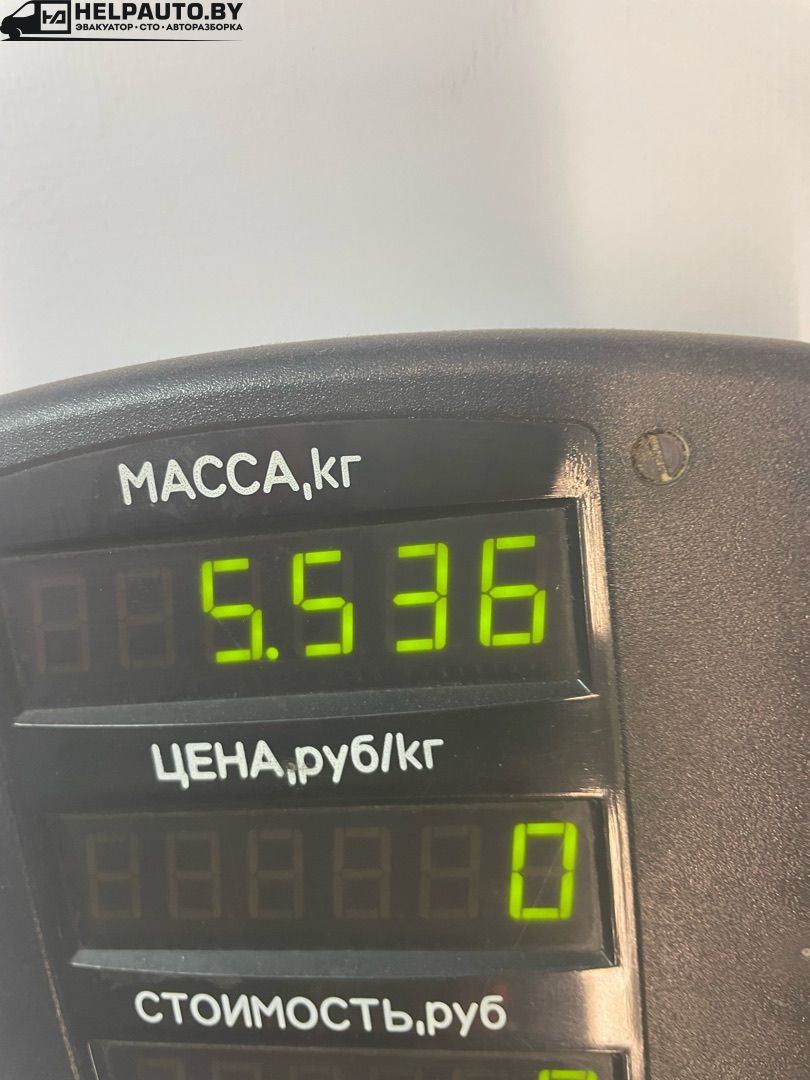 HELPAUTO.BY
ЭВАКУАТОР • СТО • АВТОРАЗБОРКА
МАССА,кг
5.536
ЦЕНА,руб/кг
0
СТОИМОСТЬ,руб